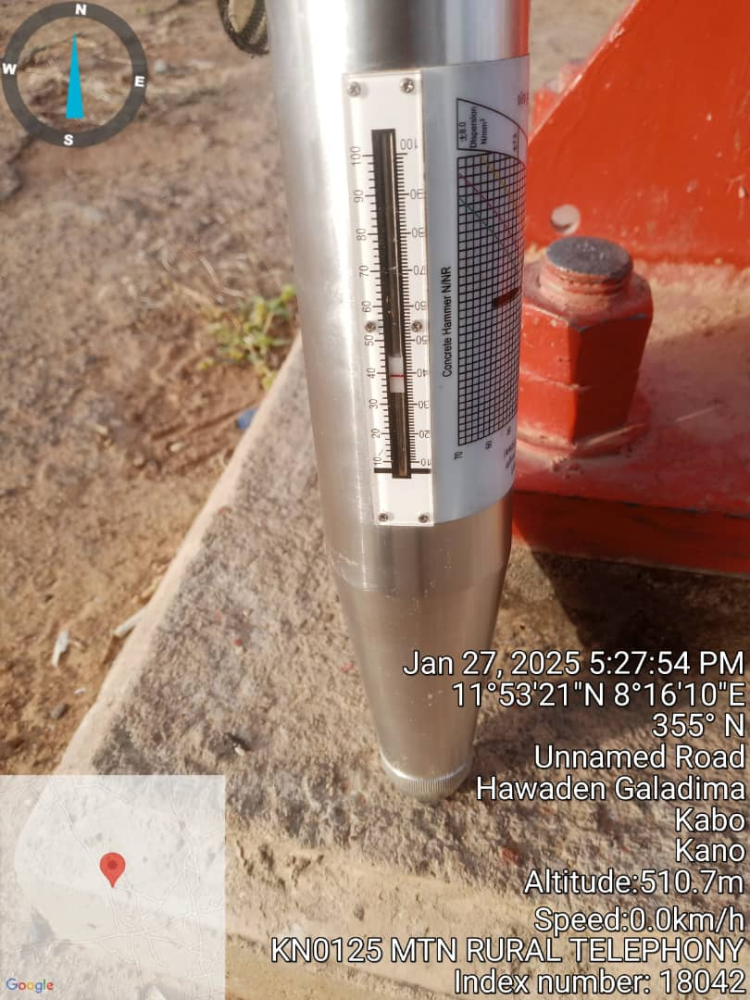 N
W
E
S
100
90
80
70
60
50
40
30
20
10
100
90
80
70
60
50
40
30
20
10
±8.0
Dispersion
N/mm²
Concrete Hammer N/NR
70
Jan 27, 2025 5:27:54 PM
11°53'21"N 8°16'10"E
355° N
Unnamed Road
Hawaden Galadima
Kabo
Kano
Altitude:510.7m
Speed:0.0km/h
KN0125 MTN RURAL TELEPHONY
Index number: 18042
Google